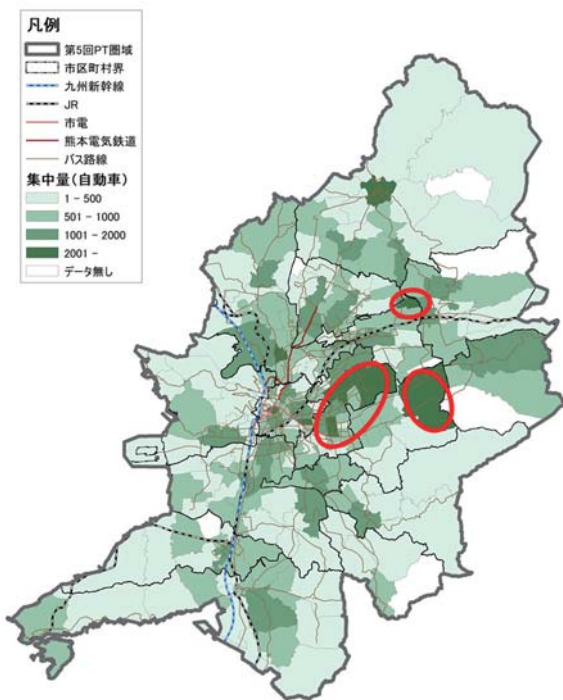 凡例
第5回PT圏域
市区町村界
九州新幹線
JR
市電
熊本電気鉄道
バス路線
集中量(自動車)
1 - 500
501 - 1000
1001 - 2000
2001 -
データ無し